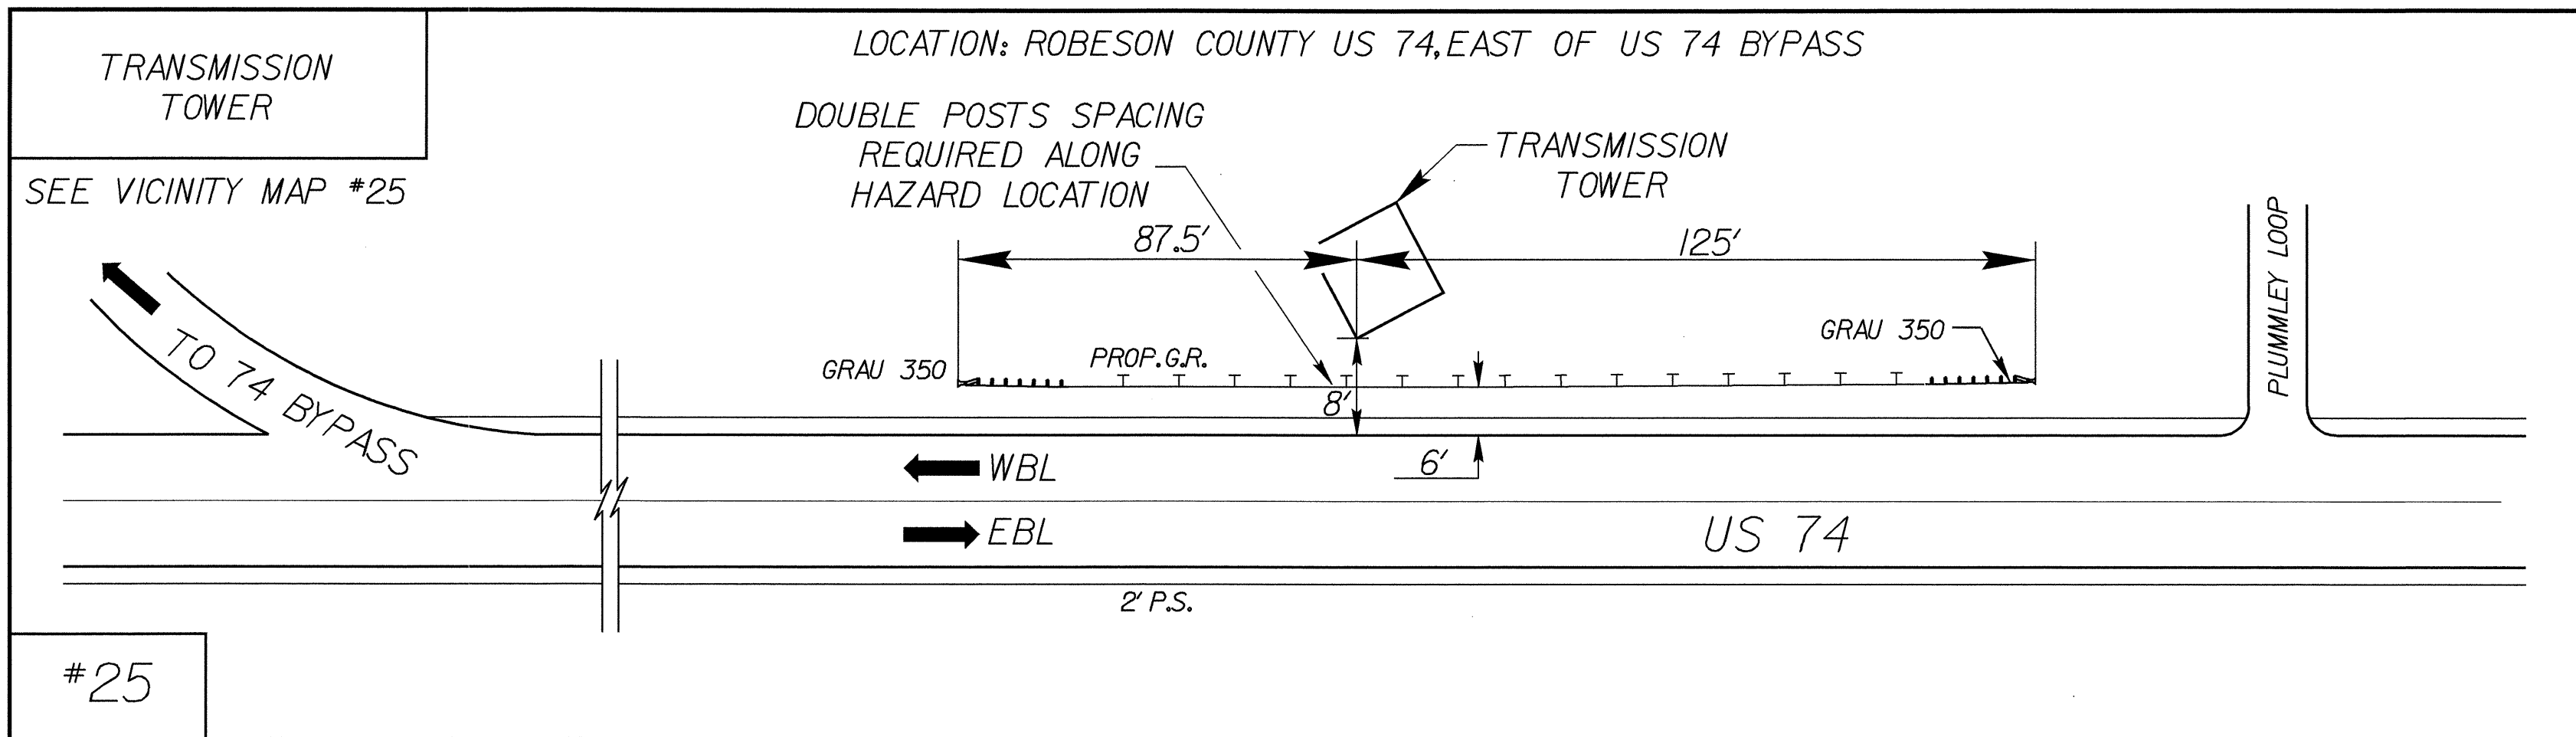 TRANSMISSION
TOWER
LOCATION: ROBESON COUNTY US 74, EAST OF US 74 BYPASS
SEE VICINITY MAP #25
DOUBLE POSTS SPACING
REQUIRED ALONG
HAZARD LOCATION
TRANSMISSION
TOWER
87.5'
125'
PLUMMLEY LOOP
TO 74 BYPASS
GRAU 350
PROP. G.R.
GRAU 350
8'
6'
WBL
EBL
US 74
2' P.S.
#25